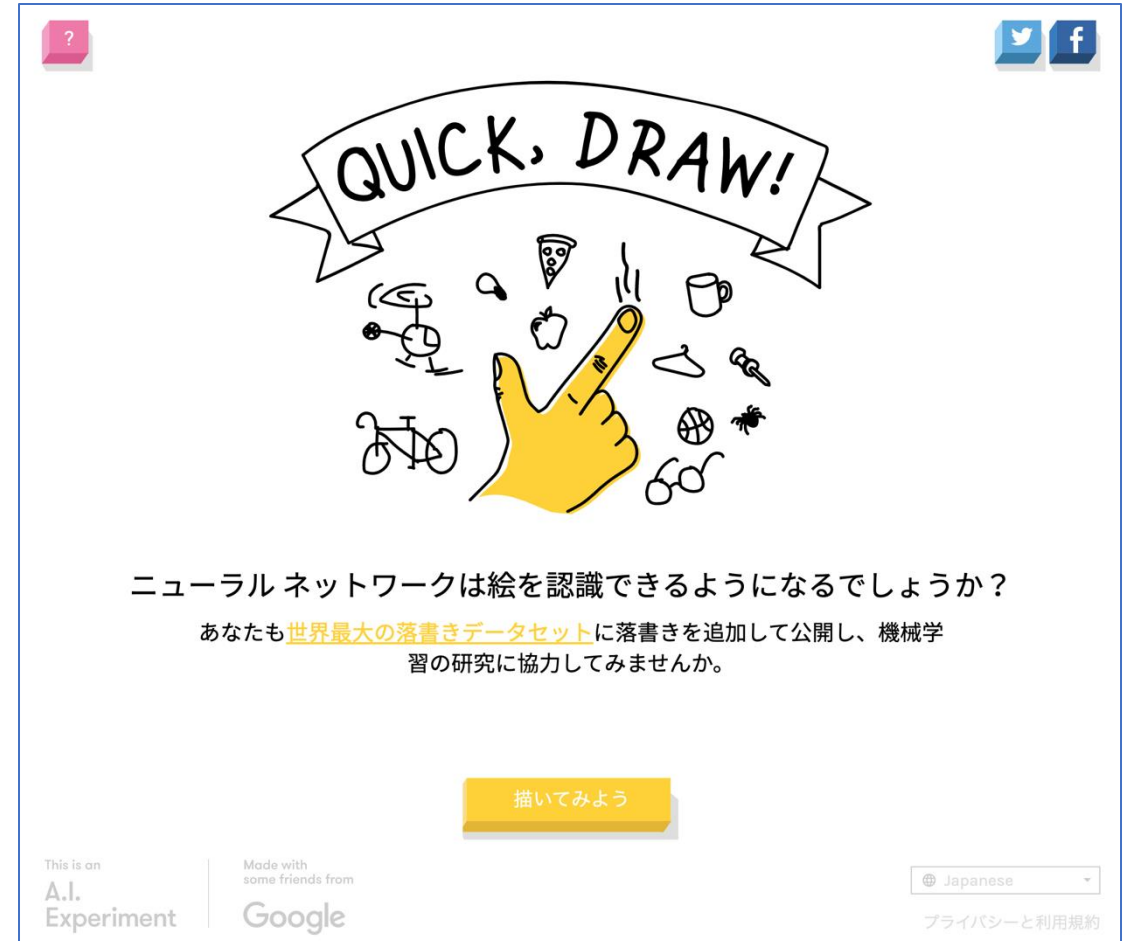 ?
QUICK, DRAW!
ニューラル ネットワークは絵を認識できるようになるでしょうか？
あなたも世界最大の落書きデータセットに落書きを追加して公開し、機械学
習の研究に協力してみませんか。
描いてみよう
This is an
A.I.
Experiment
Made with
some friends from
Google
Japanese
プライバシーと利用規約